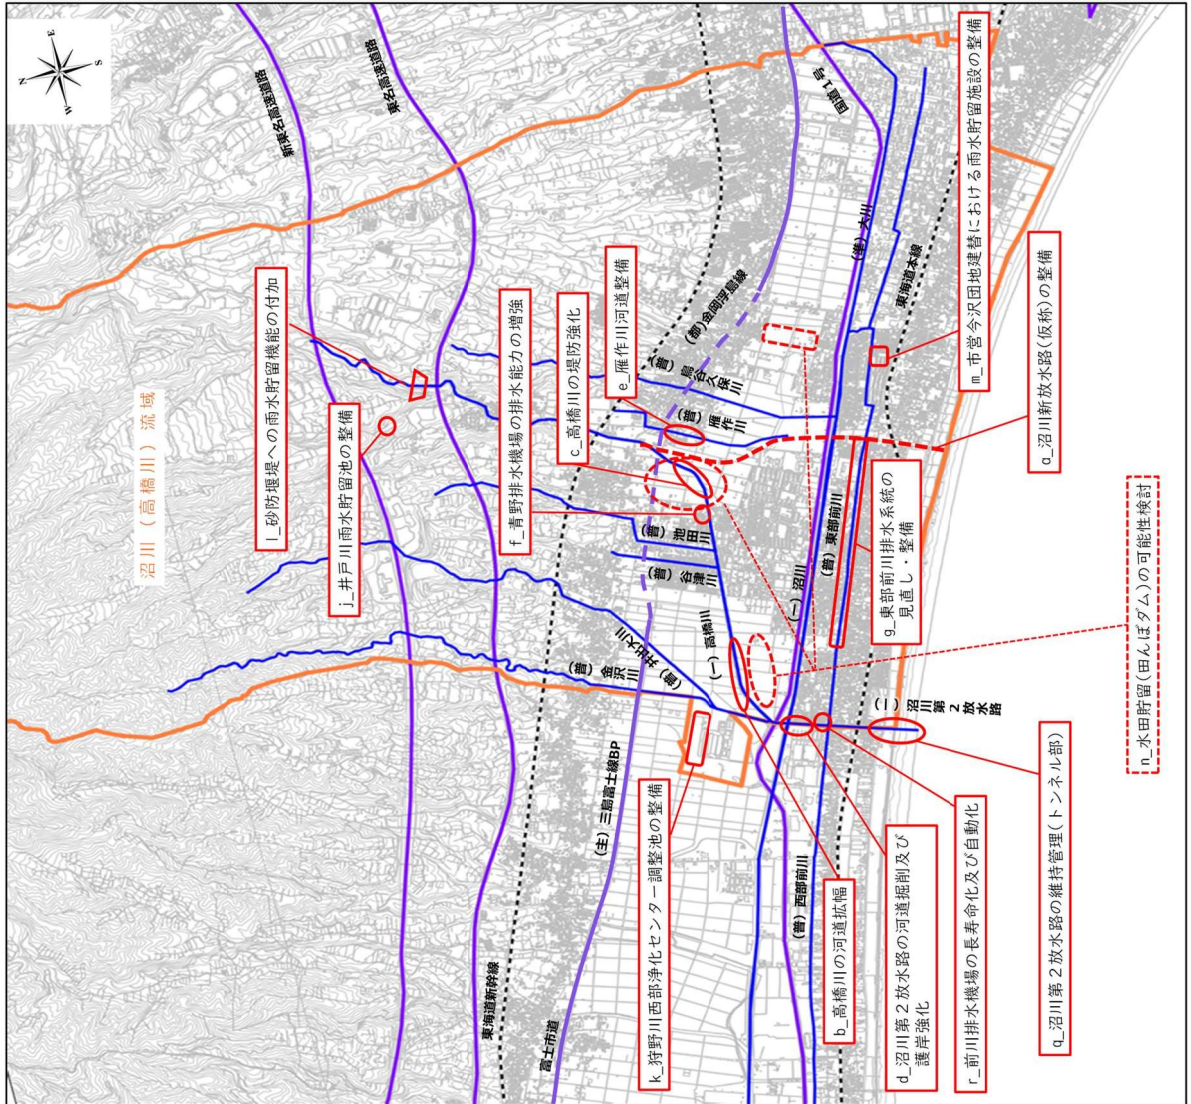 N
E
S
W
新東名高速道路
東名高速道路
国道1号
m_市営今沢団地建替における雨水貯留施設の整備
(準) 大川
東海道本線
l_砂防堰堤への雨水貯留機能の付加
(都)金岡浮島線
e_雁作川河道整備
f_青野排水機場の排水能力の増強
c_高橋川の堤防強化
(普) 鳥谷久保川
(普) 雁作川
沼川 (高橋川) 流域
j_井戸川雨水貯留池の整備
a_沼川新放水路(仮称)の整備
(普) 池田川
(普) 谷津川
(一) 沼川
(普) 東部前川
g_東部前川排水系統の
見直し・整備
n_水田貯留(田んぼダム)の可能性検討
(普) 井出大川
(普) 金沢川
(一) 高橋川
(一) 沼川第2放水路
(主) 三島富士線BP
東海道新幹線
富士市道
(普) 西部前川
k_狩野川西部浄化センター調整池の整備
b_高橋川の河道拡幅
d_沼川第2放水路の河道掘削及び
護岸強化
r_前川排水機場の長寿命化及び自動化
q_沼川第2放水路の維持管理(トンネル部)